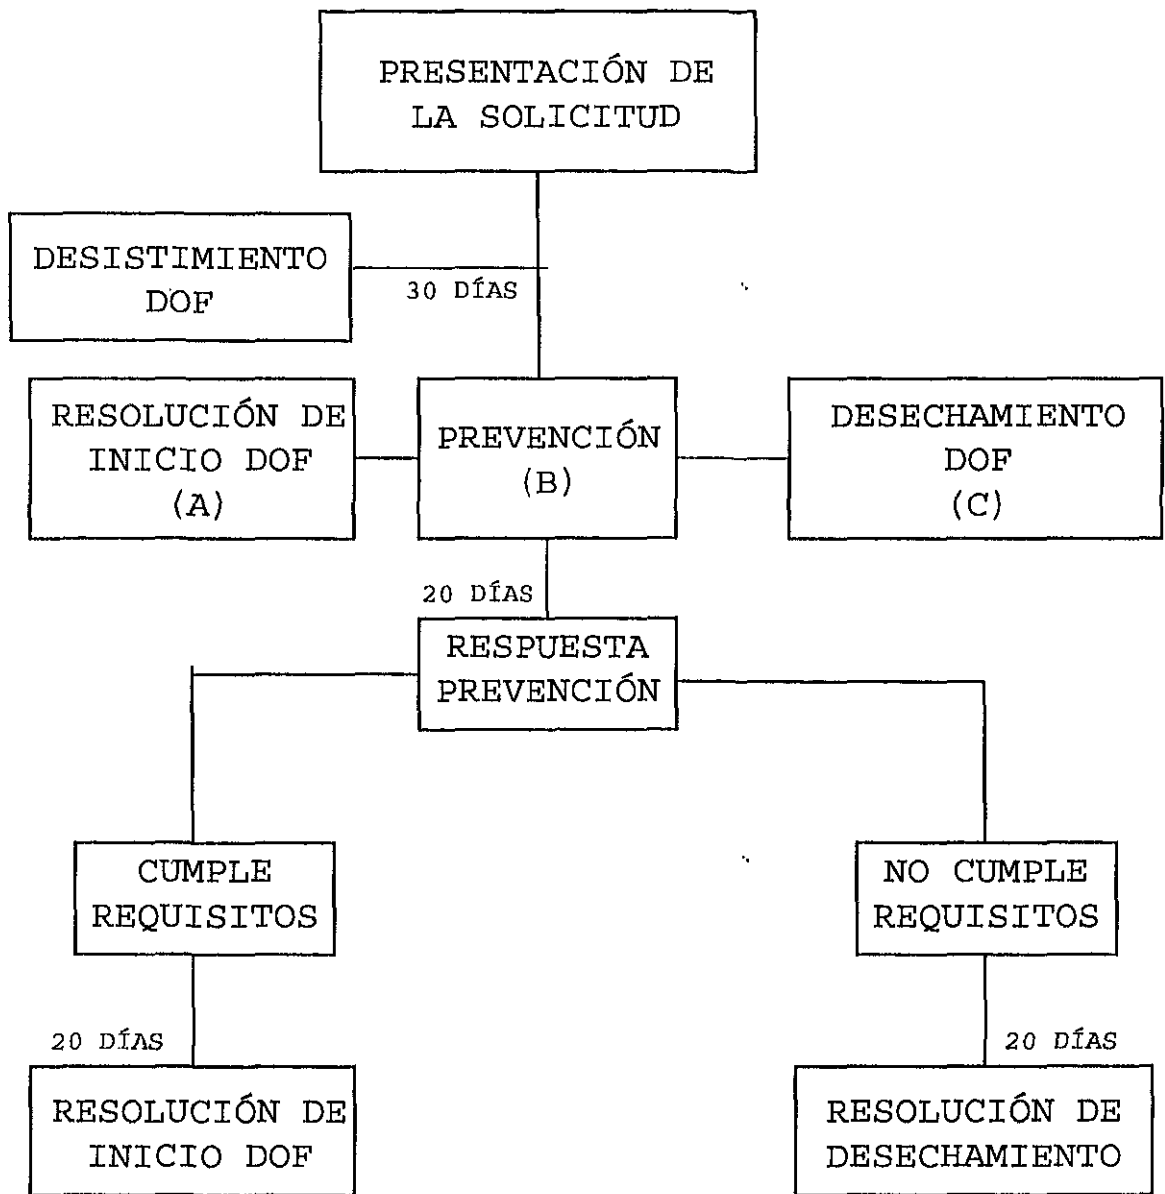 PRESENTACIÓN DE
LA SOLICITUD
DESISTIMIENTO
DOF
30 DÍAS
RESOLUCIÓN DE
INICIO DOF
(A)
PREVENCIÓN
(B)
DESECHAMIENTO
DOF
(C)
20 DÍAS
RESPUESTA
PREVENCIÓN
CUMPLE
REQUISITOS
NO CUMPLE
REQUISITOS
20 DÍAS
20 DÍAS
RESOLUCIÓN DE
INICIO DOF
RESOLUCIÓN DE
DESECHAMIENTO